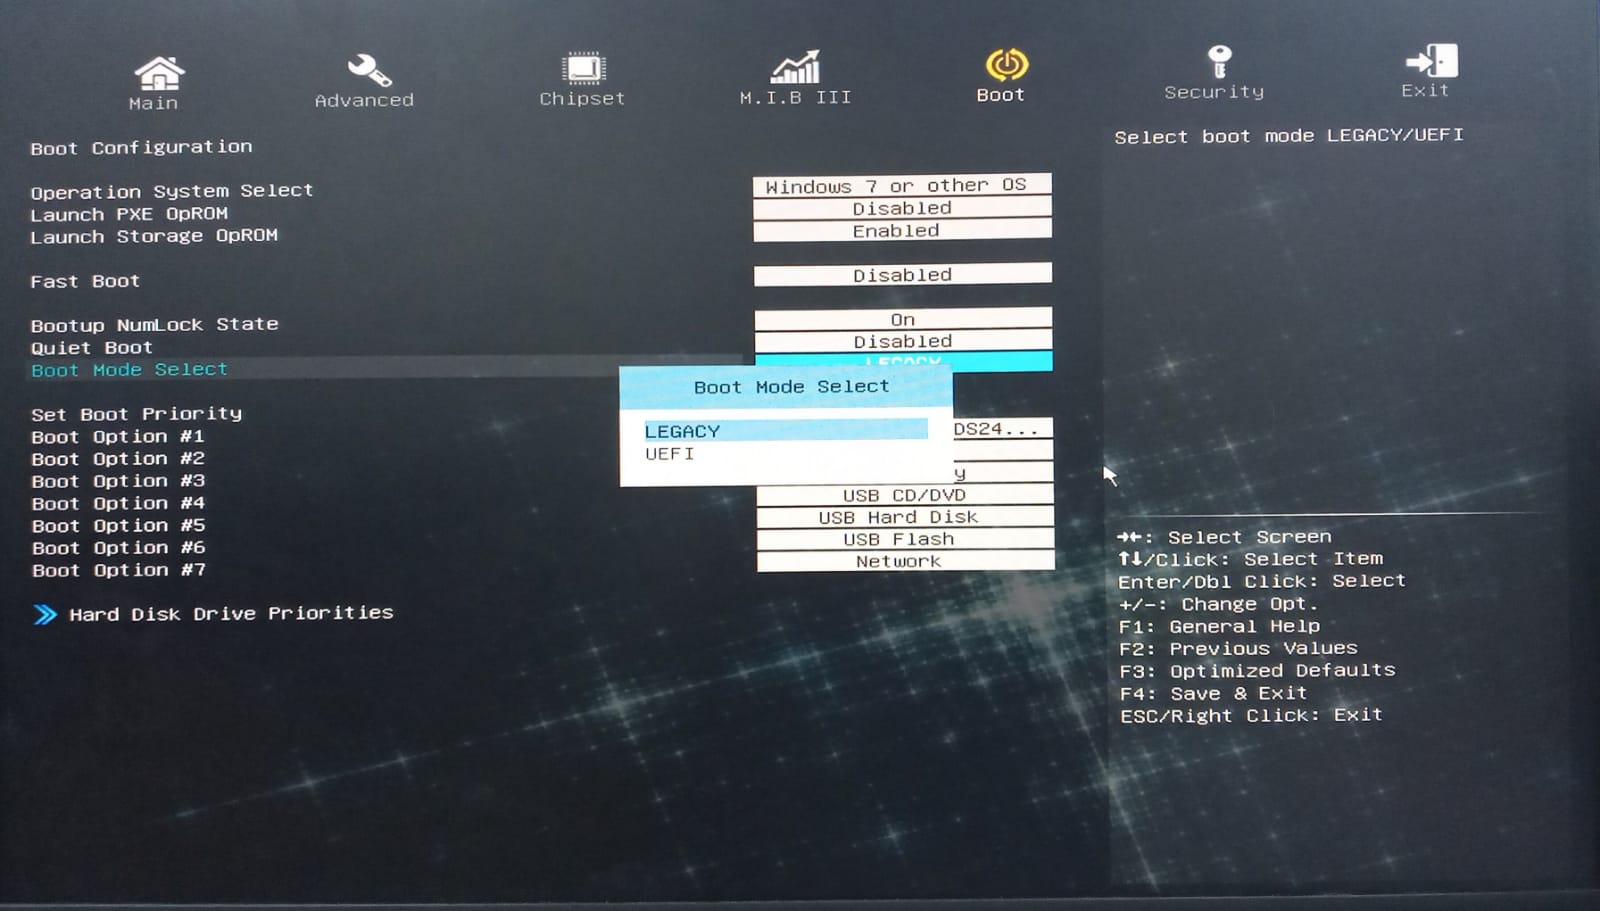 Main
Advanced
Chipset
M.I.B III
Boot
Security
Exit
Boot Configuration
Select boot mode LEGACY/UEFI
Operation System Select Windows 7 or other OS
Launch PXE OpROM Disabled
Launch Storage OpROM Enabled
Fast Boot Disabled
Bootup NumLock State On
Quiet Boot Disabled
Boot Mode Select LEGACY
Boot Mode Select
LEGACY
UEFI
Set Boot Priority
Boot Option #1 DS24...
Boot Option #2
Boot Option #3 y
Boot Option #4 USB CD/DVD
Boot Option #5 USB Hard Disk
Boot Option #6 USB Flash
Boot Option #7 Network
Hard Disk Drive Priorities
→←: Select Screen
↑↓/Click: Select Item
Enter/Dbl Click: Select
+/-: Change Opt.
F1: General Help
F2: Previous Values
F3: Optimized Defaults
F4: Save & Exit
ESC/Right Click: Exit